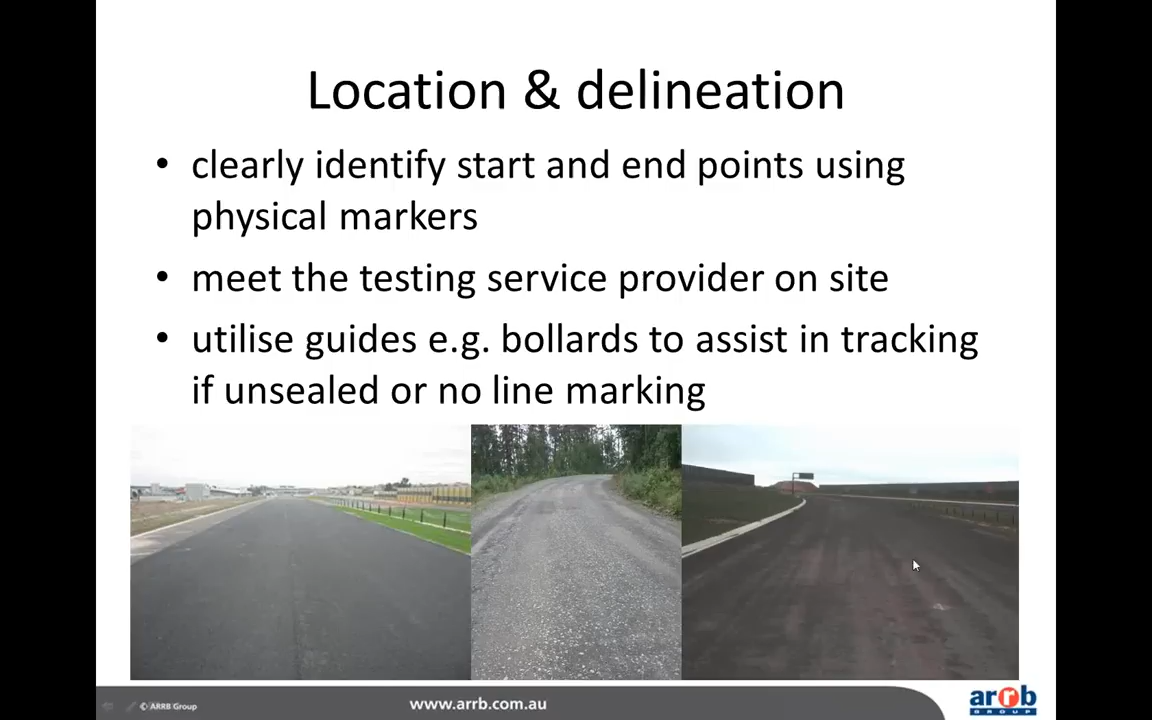 Location & delineation
• clearly identify start and end points using
physical markers
• meet the testing service provider on site
• utilise guides e.g. bollards to assist in tracking
if unsealed or no line marking
© ARRB Group
www.arrb.com.au
arrb
GROUP